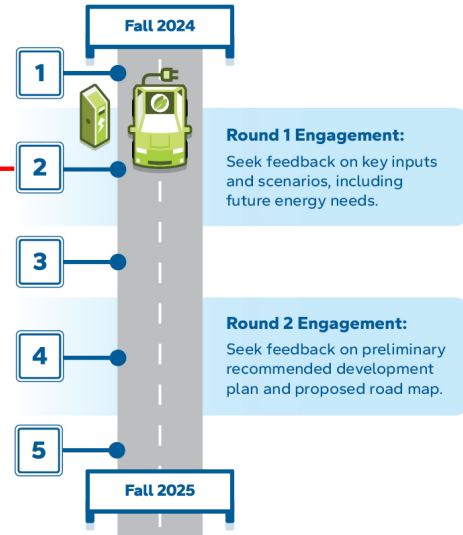 Fall 2024
1
2
Round 1 Engagement:
Seek feedback on key inputs
and scenarios, including
future energy needs.
3
4
Round 2 Engagement:
Seek feedback on preliminary
recommended development
plan and proposed road map.
5
Fall 2025